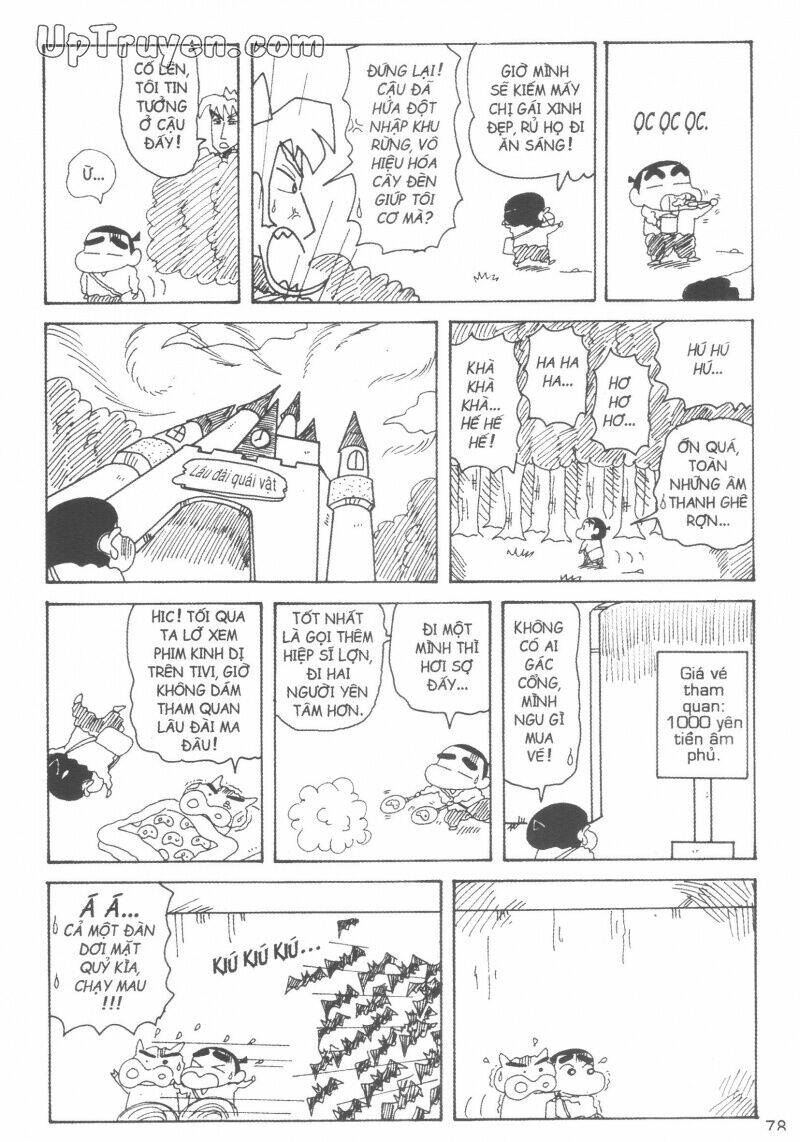 UpTruyen.com
ỌC ỌC ỌC.
GIỜ MÌNH
SẼ KIẾM MẤY
CHỊ GÁI XINH
ĐẸP, RỦ HỌ ĐI
ĂN SÁNG!
ĐỨNG LẠI!
CẬU ĐÃ
HỨA ĐỘT
NHẬP KHU
RỪNG, VÔ
HIỆU HÓA
CÂY ĐÈN
GIÚP TÔI
CƠ MÀ?
CỐ LÊN,
TÔI TIN
TƯỞNG
Ở CẬU
ĐẤY!
Ừ...
HÚ HÚ
HÚ...
HƠ
HƠ
HƠ...
HA HA
HA...
KHÀ
KHÀ
KHÀ...
HẾ HẾ
HẾ!
ỚN QUÁ,
TOÀN
NHỮNG ÂM
THANH GHÊ
RỢN...
Lâu đài quái vật
Giá vé
tham
quan:
1000 yên
tiền âm
phủ.
KHÔNG
CÓ AI
GÁC
CỔNG,
MÌNH
NGU GÌ
MUA
VÉ!
ĐI MỘT
MÌNH THÌ
HƠI SỢ
ĐẤY...
TỐT NHẤT
LÀ GỌI THÊM
HIỆP SĨ LỢN,
ĐI HAI
NGƯỜI YÊN
TÂM HƠN.
HIC! TỐI QUA
TA LỠ XEM
PHIM KINH DỊ
TRÊN TIVI, GIỜ
KHÔNG DÁM
THAM QUAN
LÂU ĐÀI MA
ĐÂU!
KIÚ KIÚ KIÚ...
Á Á...
CẢ MỘT ĐÀN
DƠI MẶT
QUỶ KÌA,
CHẠY MAU
!!!
78